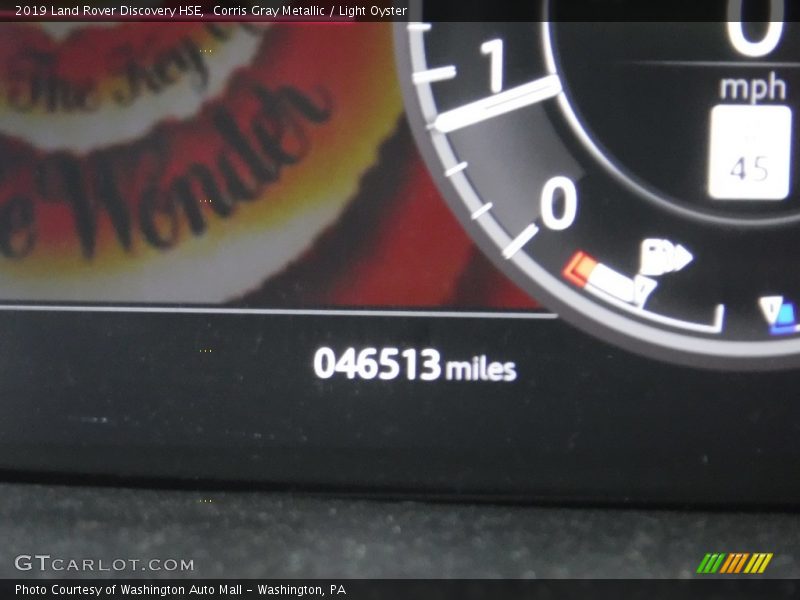 2019 Land Rover Discovery HSE, Corris Gray Metallic / Light Oyster
The Key
Wonder
1
0
0
mph
45
046513 miles
GTCARLOT.COM
Photo Courtesy of Washington Auto Mall - Washington, PA